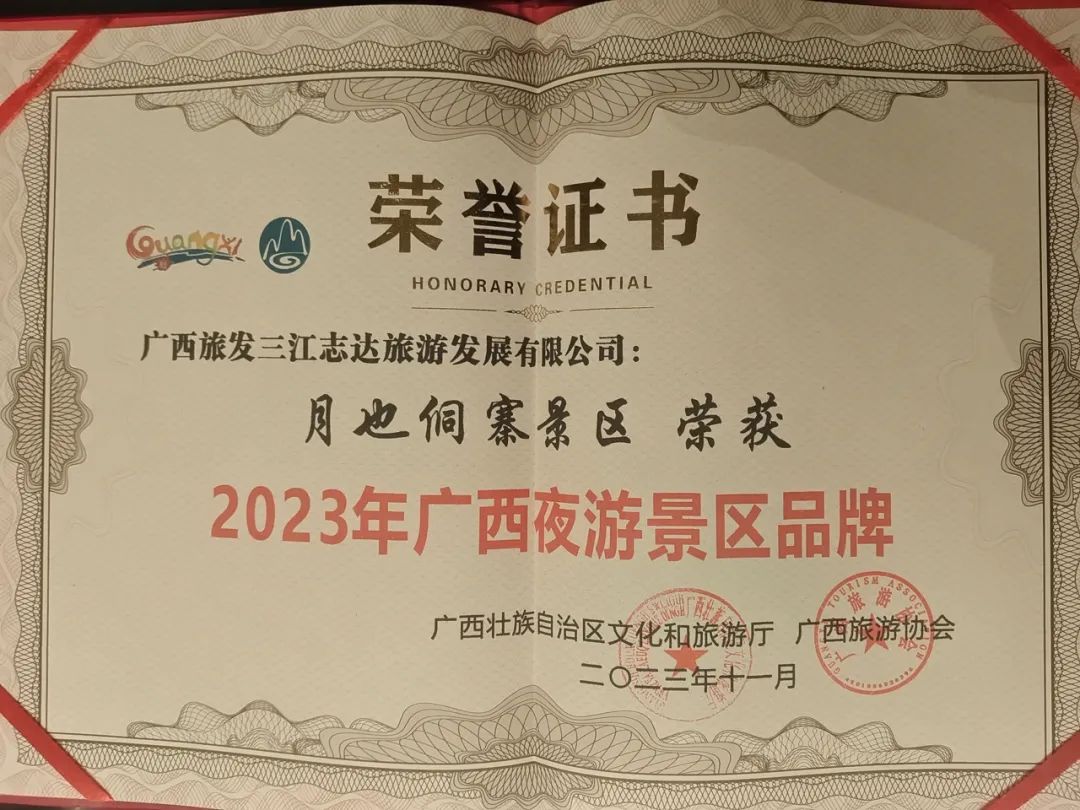 荣誉证书
Guangxi
HONORARY CREDENTIAL
广西旅发三江志达旅游发展有限公司：
月也侗寨景区 荣获
2023年广西夜游景区品牌
广西壮族自治区文化和旅游厅 广西旅游协会
二〇二三年十一月